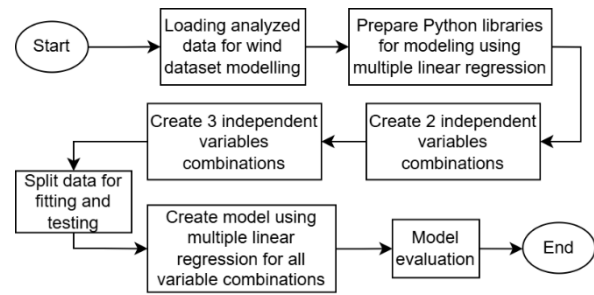 Start
Loading analyzed
data for wind
dataset modelling
Prepare Python libraries
for modeling using
multiple linear regression
Create 2 independent
variables
combinations
Create 3 independent
variables
combinations
Split data for
fitting and
testing
Create model using
multiple linear
regression for all
variable combinations
Model
evaluation
End